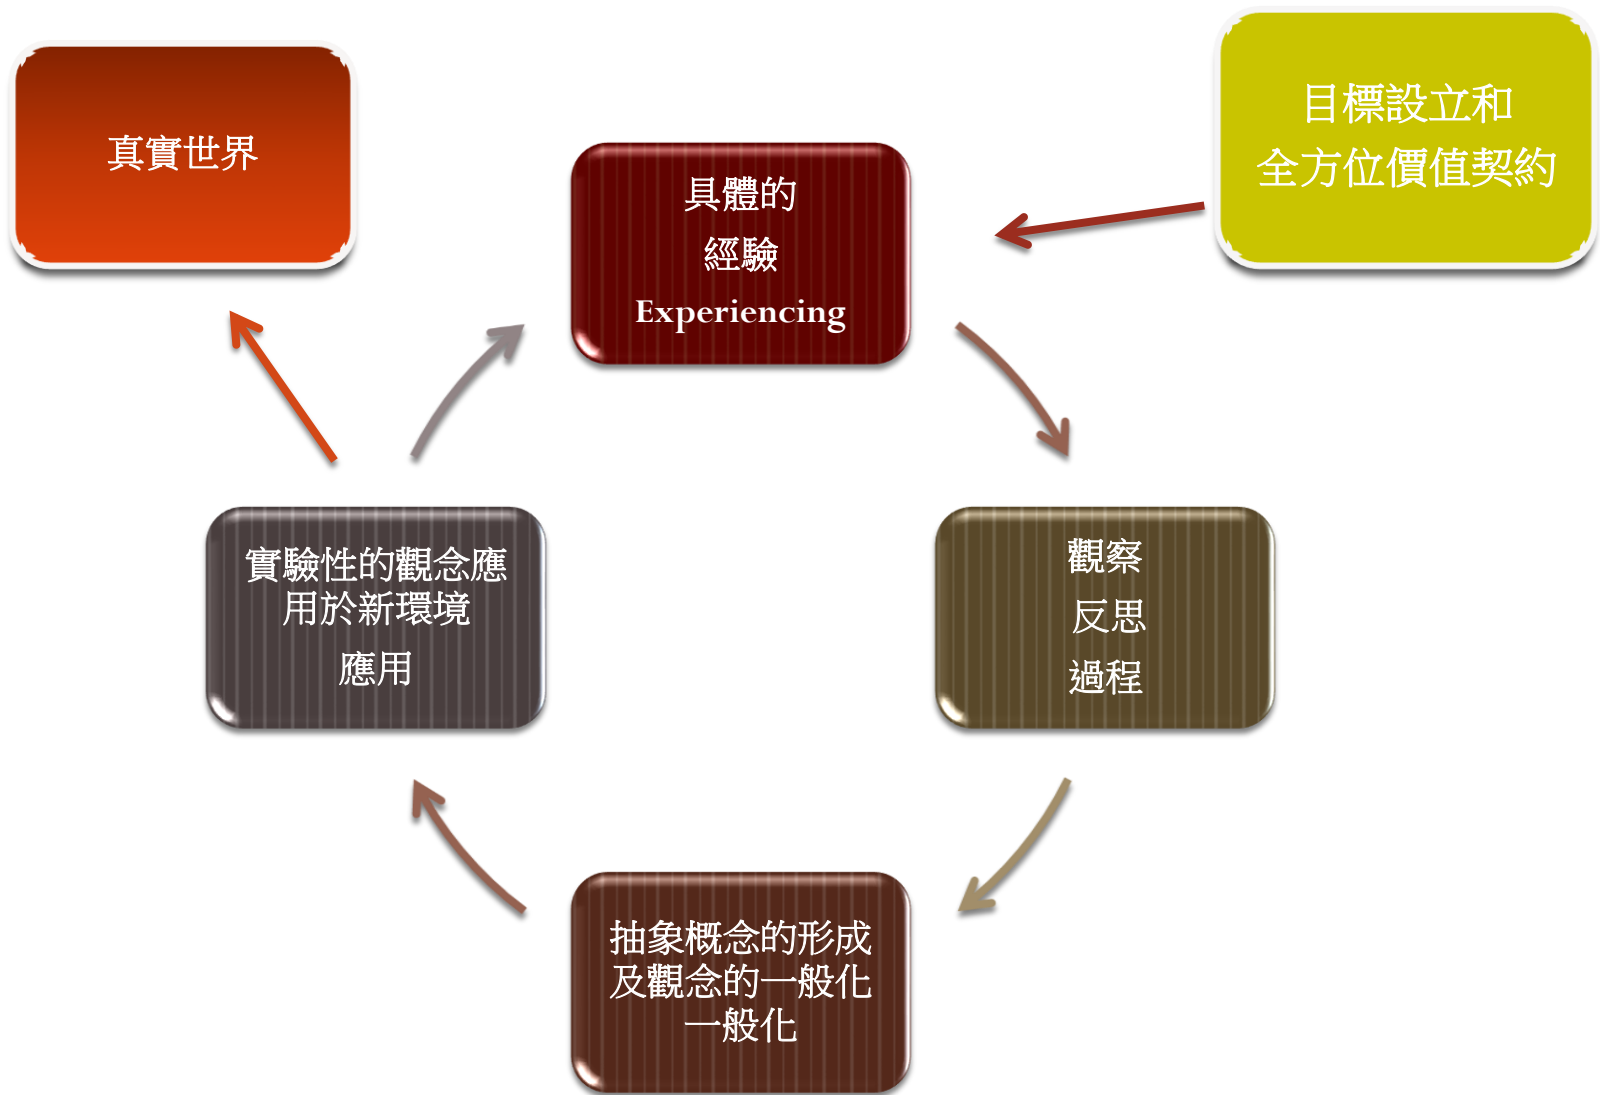 真實世界
目標設立和
全方位價值契約
具體的
經驗
Experiencing
實驗性的觀念應
用於新環境
應用
觀察
反思
過程
抽象概念的形成
及觀念的一般化
一般化